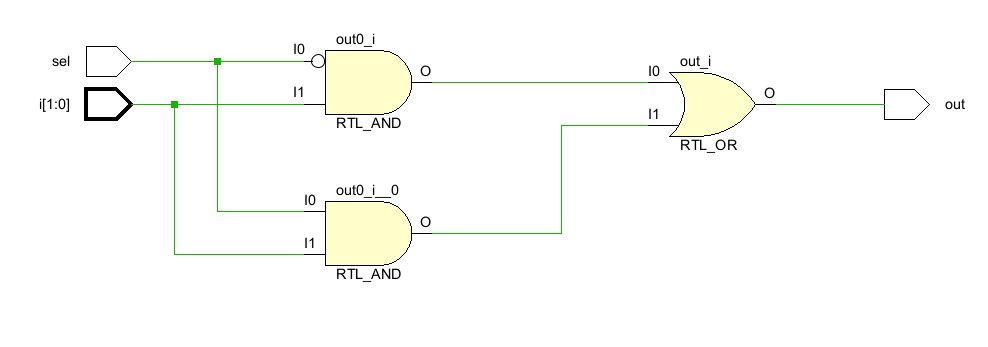 sel
i[1:0]
I0
I1
out0_i
O
RTL_AND
I0
I1
out0_i__0
O
RTL_AND
I0
I1
out_i
O
RTL_OR
out